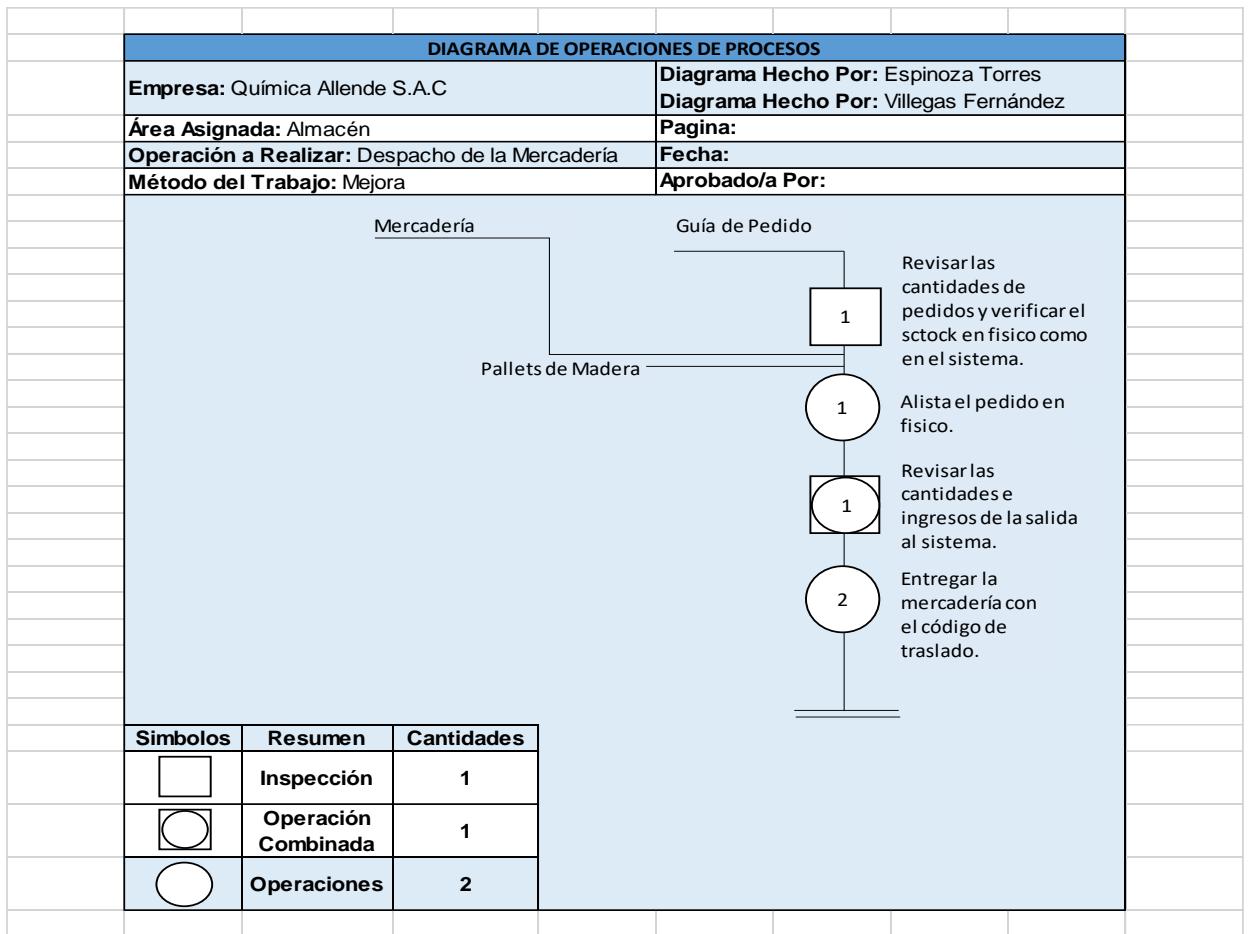 DIAGRAMA DE OPERACIONES DE PROCESOS
Empresa: Química Allende S.A.C
Diagrama Hecho Por: Espinoza Torres
Diagrama Hecho Por: Villegas Fernández
Área Asignada: Almacén
Pagina:
Operación a Realizar: Despacho de la Mercadería
Fecha:
Método del Trabajo: Mejora
Aprobado/a Por:
Mercadería
Guía de Pedido
1
Revisar las
cantidades de
pedidos y verificar el
sctock en fisico como
en el sistema.
Pallets de Madera
1
Alista el pedido en
fisico.
1
Revisar las
cantidades e
ingresos de la salida
al sistema.
2
Entregar la
mercadería con
el código de
traslado.
Simbolos Resumen Cantidades
Inspección 1
Operación
Combinada 1
Operaciones 2